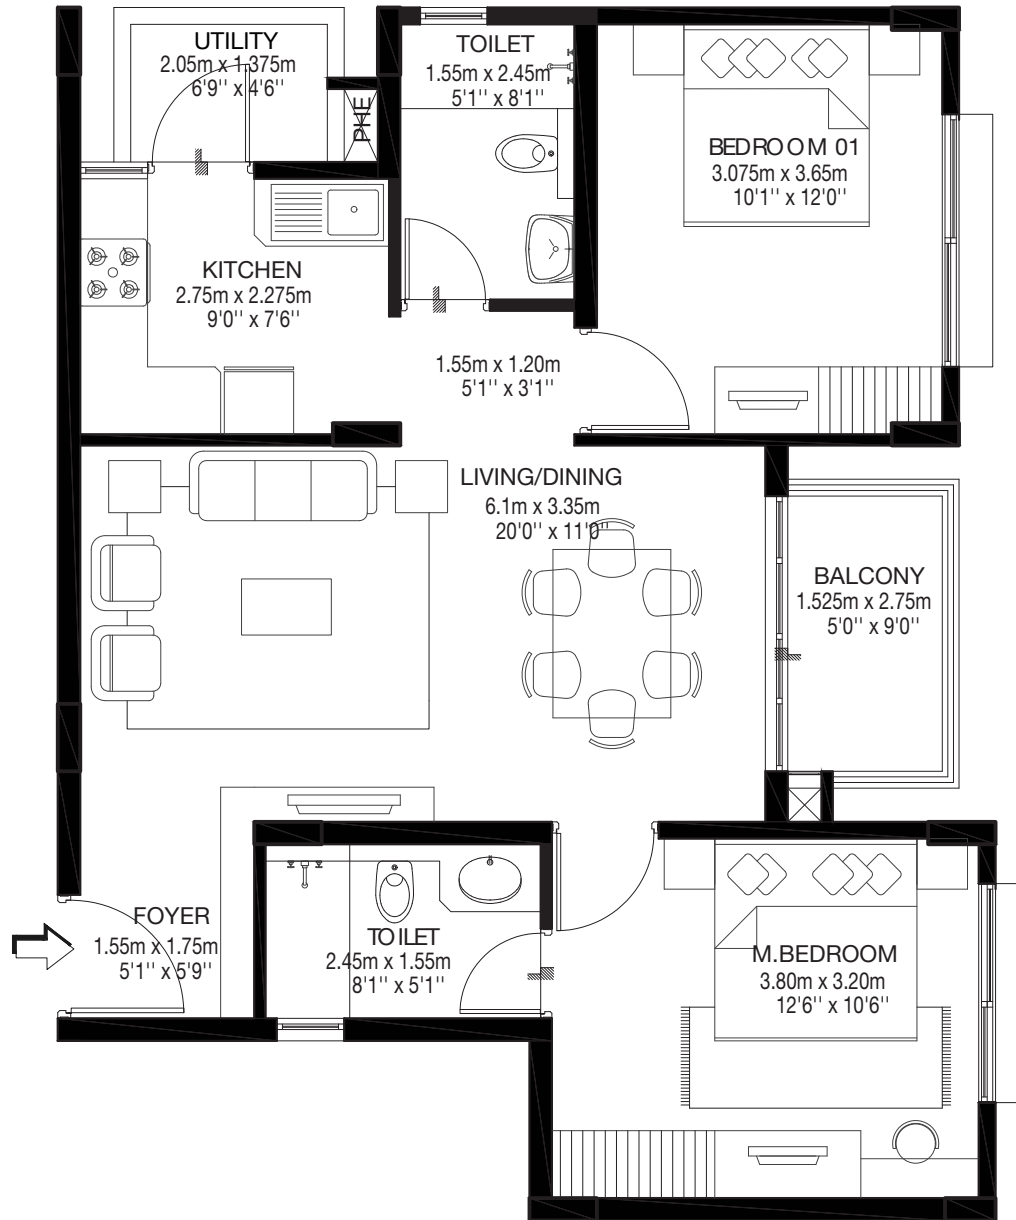 UTILITY
2.05m x 1.375m
6'9'' x 4'6''
TOILET
1.55m x 2.45m
5'1'' x 8'1''
PHE
BEDROOM 01
3.075m x 3.65m
10'1'' x 12'0''
KITCHEN
2.75m x 2.275m
9'0'' x 7'6''
1.55m x 1.20m
5'1'' x 3'1''
LIVING/DINING
6.1m x 3.35m
20'0'' x 11'0''
BALCONY
1.525m x 2.75m
5'0'' x 9'0''
FOYER
1.55m x 1.75m
5'1'' x 5'9''
TOILET
2.45m x 1.55m
8'1'' x 5'1''
M.BEDROOM
3.80m x 3.20m
12'6'' x 10'6''